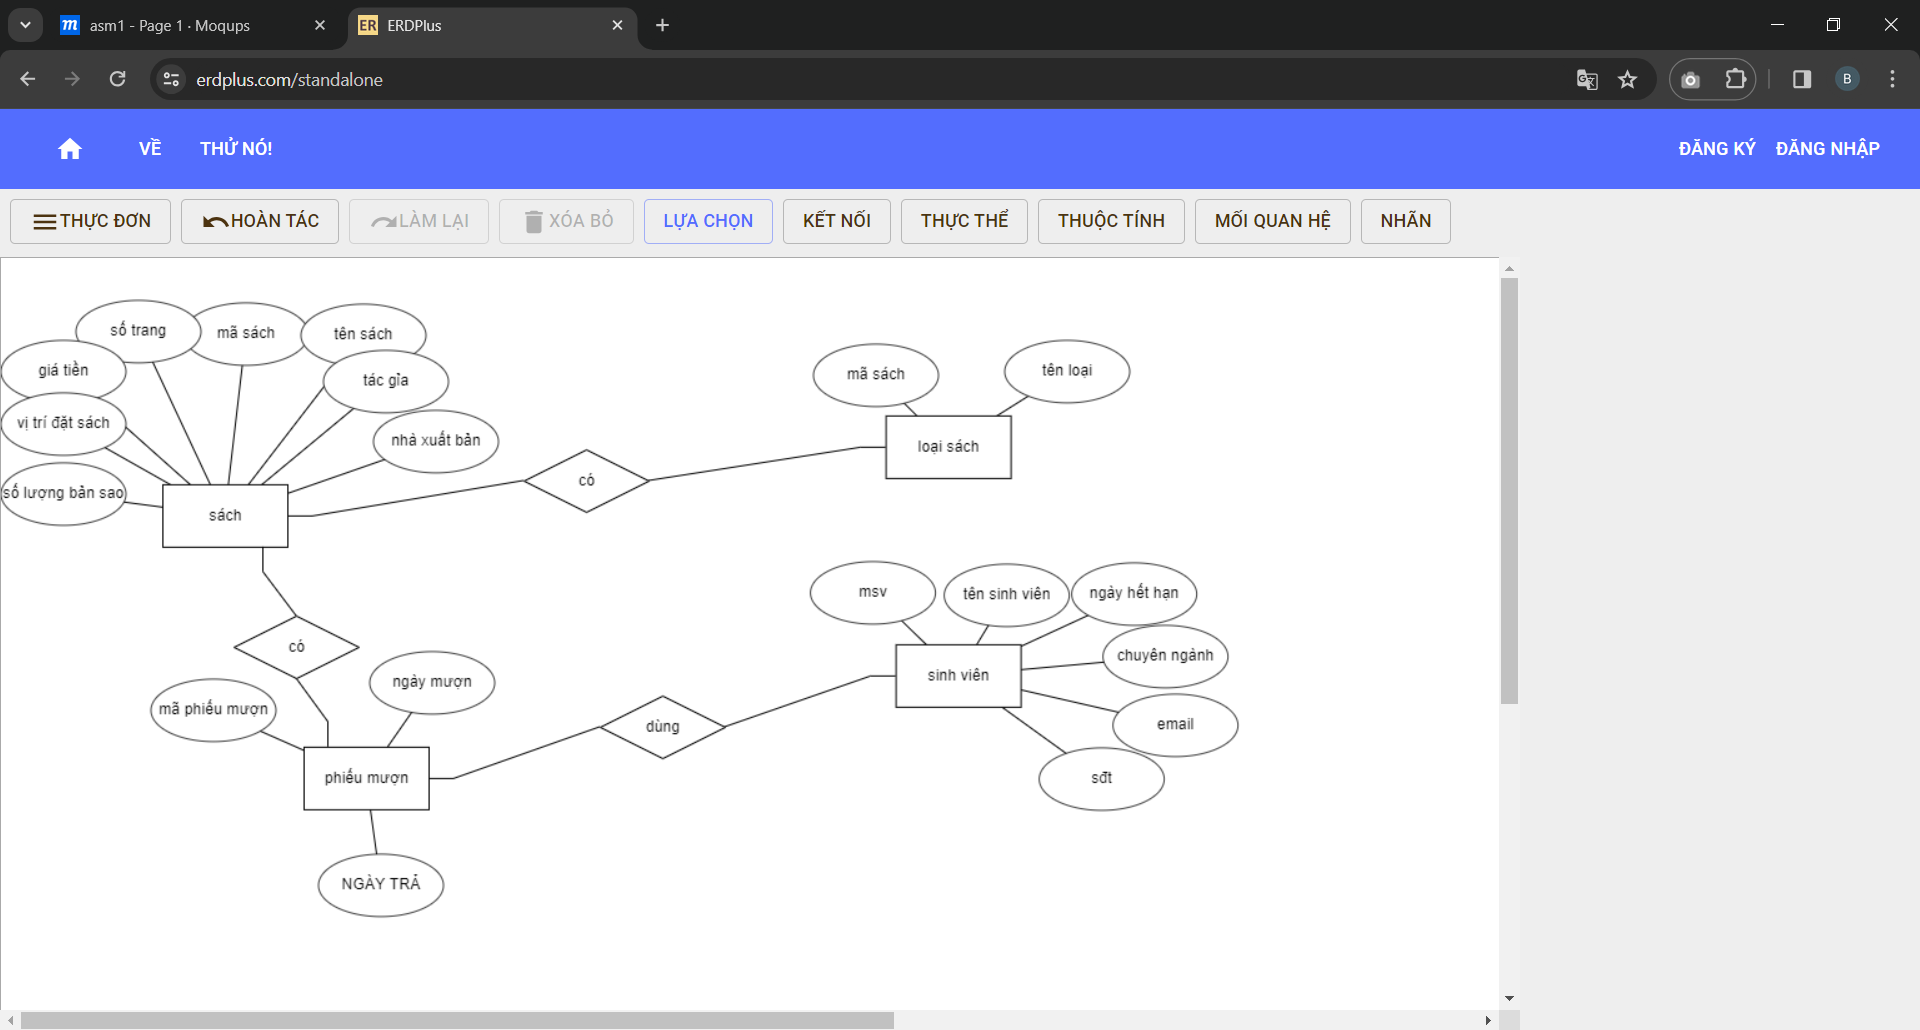 asm1 - Page 1 · Moqups
ERDPlus
erdplus.com/standalone
B
VỀ
THỬ NÓ!
ĐĂNG KÝ
ĐĂNG NHẬP
THỰC ĐƠN
HOÀN TÁC
LÀM LẠI
XÓA BỎ
LỰA CHỌN
KẾT NỐI
THỰC THỂ
THUỘC TÍNH
MỐI QUAN HỆ
NHÃN
số trang
mã sách
tên sách
giá tiền
tác gỉa
vị trí đặt sách
nhà xuất bản
số lượng bản sao
sách
có
mã sách
tên loại
loại sách
có
msv
tên sinh viên
ngày hết hạn
chuyên ngành
sinh viên
email
sđt
mã phiếu mượn
ngày mượn
dùng
phiếu mượn
NGÀY TRẢ